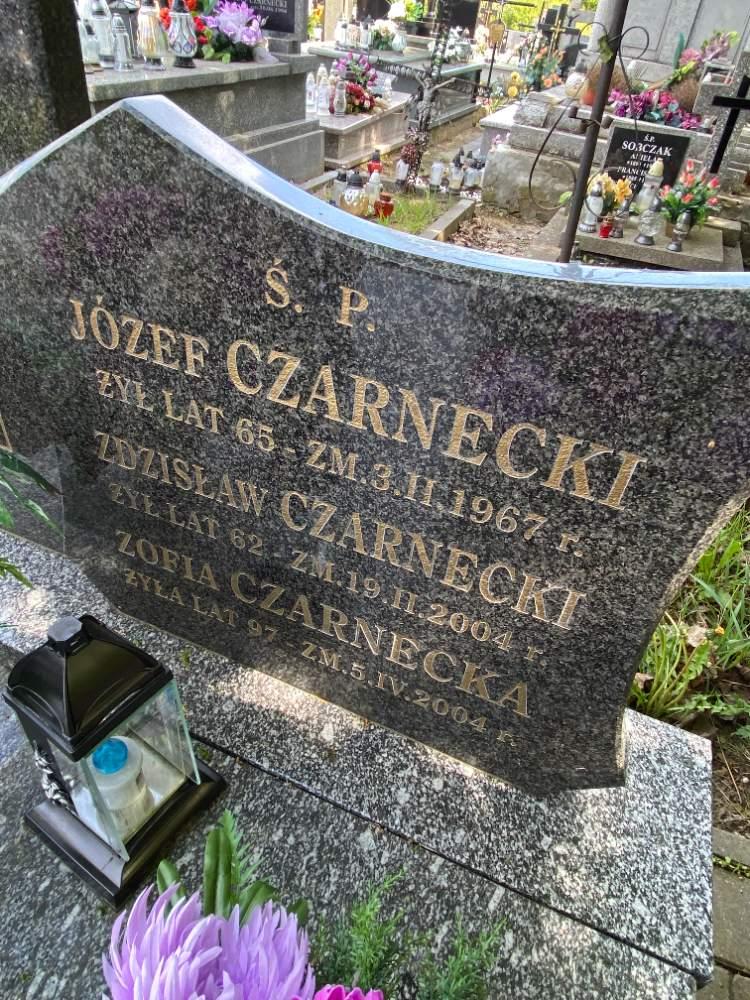 Ś. P.
JÓZEF CZARNECKI
ŻYŁ LAT 65 - ZM.3.II.1967 r.
ZDZISŁAW CZARNECKI
ŻYŁ LAT 62 - ZM.19.II.2004 r.
ZOFIA CZARNECKA
ŻYŁA LAT 97 - ZM.5.IV.2004 r.
Ś.P.
SOBCZAK